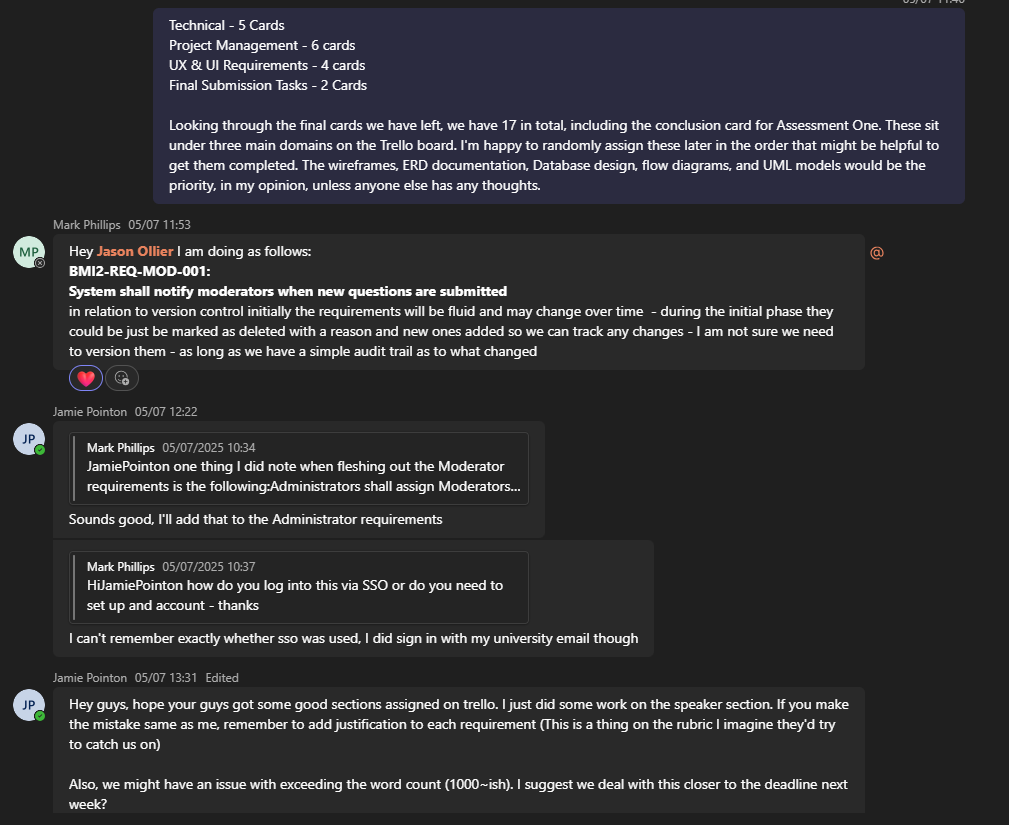 05/07 11:46
Technical - 5 Cards
Project Management - 6 cards
UX & UI Requirements - 4 cards
Final Submission Tasks - 2 Cards
Looking through the final cards we have left, we have 17 in total, including the conclusion card for Assessment One. These sit
under three main domains on the Trello board. I'm happy to randomly assign these later in the order that might be helpful to
get them completed. The wireframes, ERD documentation, Database design, flow diagrams, and UML models would be the
priority, in my opinion, unless anyone else has any thoughts.
Mark Phillips 05/07 11:53
MP
Hey Jason Ollier I am doing as follows:
@
BMI2-REQ-MOD-001:
System shall notify moderators when new questions are submitted
in relation to version control initially the requirements will be fluid and may change over time - during the initial phase they
could be just be marked as deleted with a reason and new ones added so we can track any changes - I am not sure we need
to version them - as long as we have a simple audit trail as to what changed
Jamie Pointon 05/07 12:22
JP
Mark Phillips 05/07/2025 10:34
JamiePointon one thing I did note when fleshing out the Moderator
requirements is the following:Administrators shall assign Moderators...
Sounds good, I'll add that to the Administrator requirements
Mark Phillips 05/07/2025 10:37
HiJamiePointon how do you log into this via SSO or do you need to
set up and account - thanks
I can't remember exactly whether sso was used, I did sign in with my university email though
Jamie Pointon 05/07 13:31 Edited
JP
Hey guys, hope your guys got some good sections assigned on trello. I just did some work on the speaker section. If you make
the mistake same as me, remember to add justification to each requirement (This is a thing on the rubric I imagine they'd try
to catch us on)
Also, we might have an issue with exceeding the word count (1000~ish). I suggest we deal with this closer to the deadline next
week?